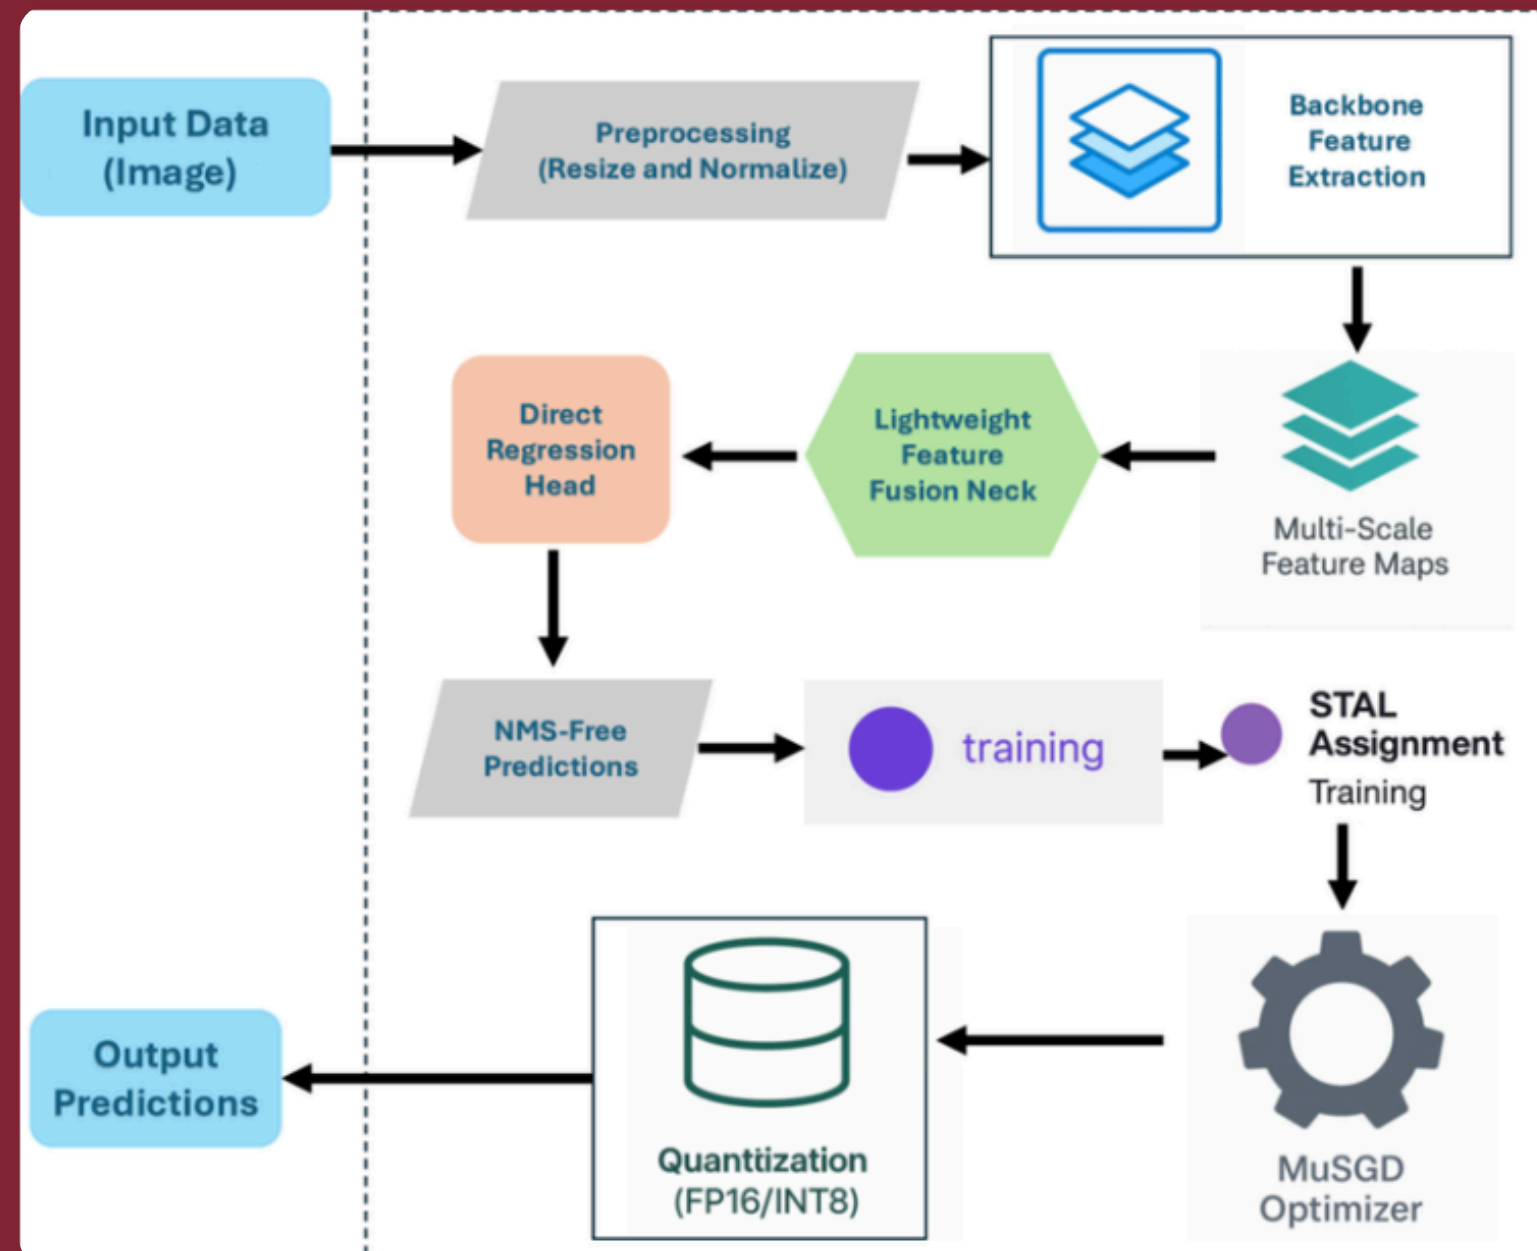 Input Data
(Image)
Preprocessing
(Resize and Normalize)
Backbone
Feature
Extraction
Direct
Regression
Head
Lightweight
Feature
Fusion Neck
Multi-Scale
Feature Maps
NMS-Free
Predictions
training
STAL
Assignment
Training
Output
Predictions
Quanttization
(FP16/INT8)
MuSGD
Optimizer